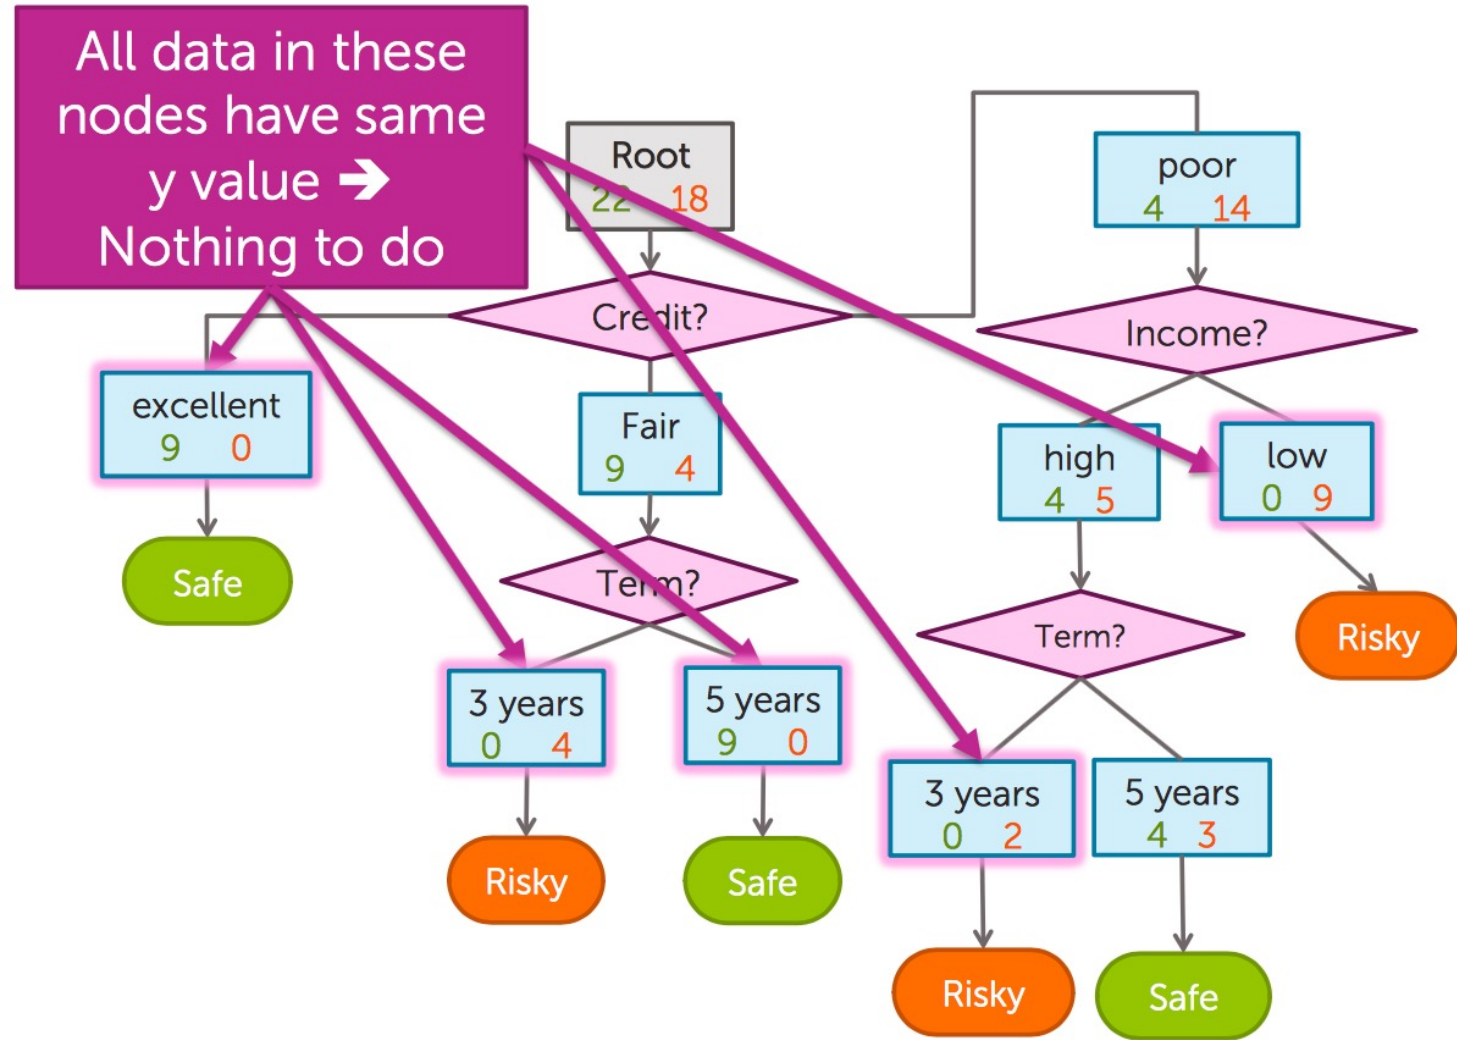 All data in these
nodes have same
y value ➔
Nothing to do
Root
22 18
Credit?
excellent
9 0
Safe
Fair
9 4
Term?
3 years
0 4
Risky
5 years
9 0
Safe
poor
4 14
Income?
high
4 5
low
0 9
Risky
Term?
3 years
0 2
Risky
5 years
4 3
Safe